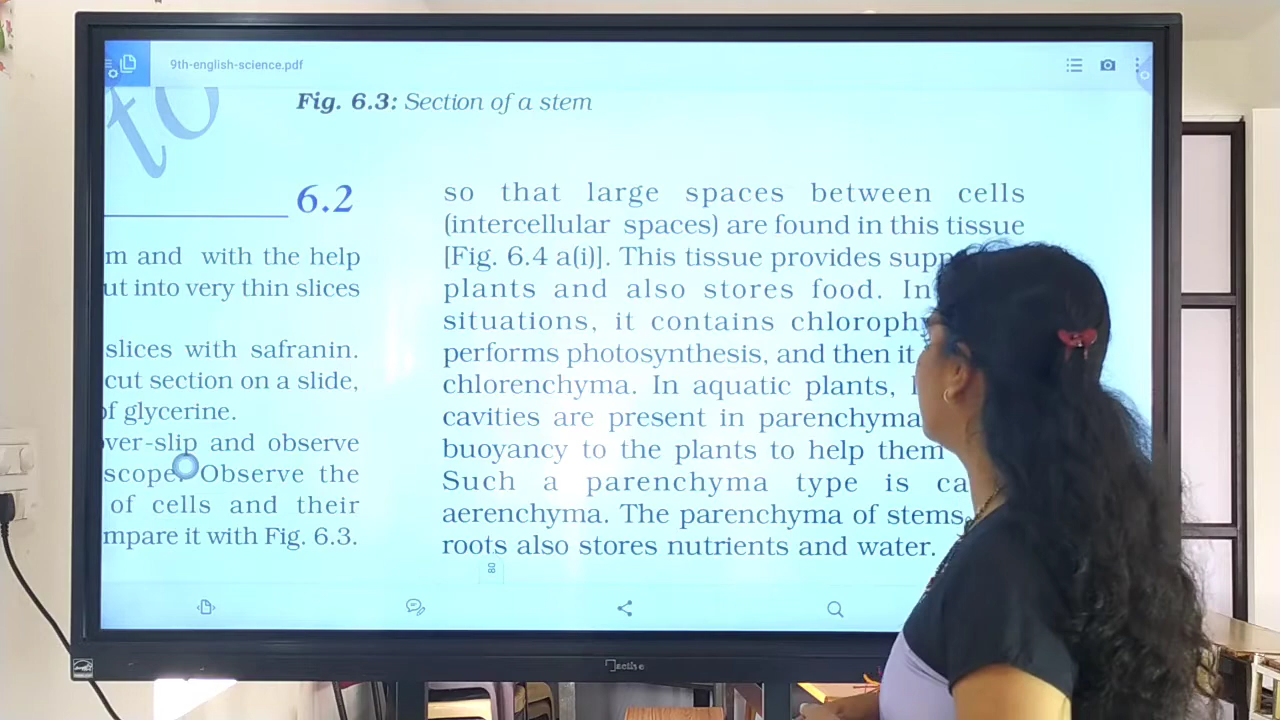 9th-english-science.pdf
to
Fig. 6.3: Section of a stem
6.2
m and with the help
ut into very thin slices
slices with safranin.
cut section on a slide,
of glycerine.
ver-slip and observe
scope. Observe the
of cells and their
mpare it with Fig. 6.3.
so that large spaces between cells
(intercellular spaces) are found in this tissue
[Fig. 6.4 a(i)]. This tissue provides supp
plants and also stores food. In
situations, it contains chloroph
performs photosynthesis, and then it
chlorenchyma. In aquatic plants,
cavities are present in parenchyma
buoyancy to the plants to help them
Such a parenchyma type is ca
aerenchyma. The parenchyma of stems
roots also stores nutrients and water.
80